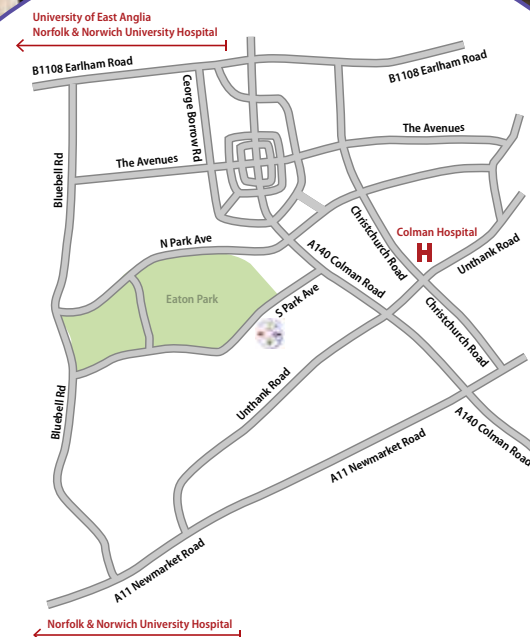 University of East Anglia
Norfolk & Norwich University Hospital
B1108 Earlham Road
B1108 Earlham Road
George Borrow Rd
The Avenues
The Avenues
Bluebell Rd
N Park Ave
Christchurch Road
Colman Hospital
H
Unthank Road
A140 Colman Road
Eaton Park
S Park Ave
Christchurch Road
Unthank Road
Bluebell Rd
A140 Colman Road
A11 Newmarket Road
A11 Newmarket Road
Norfolk & Norwich University Hospital